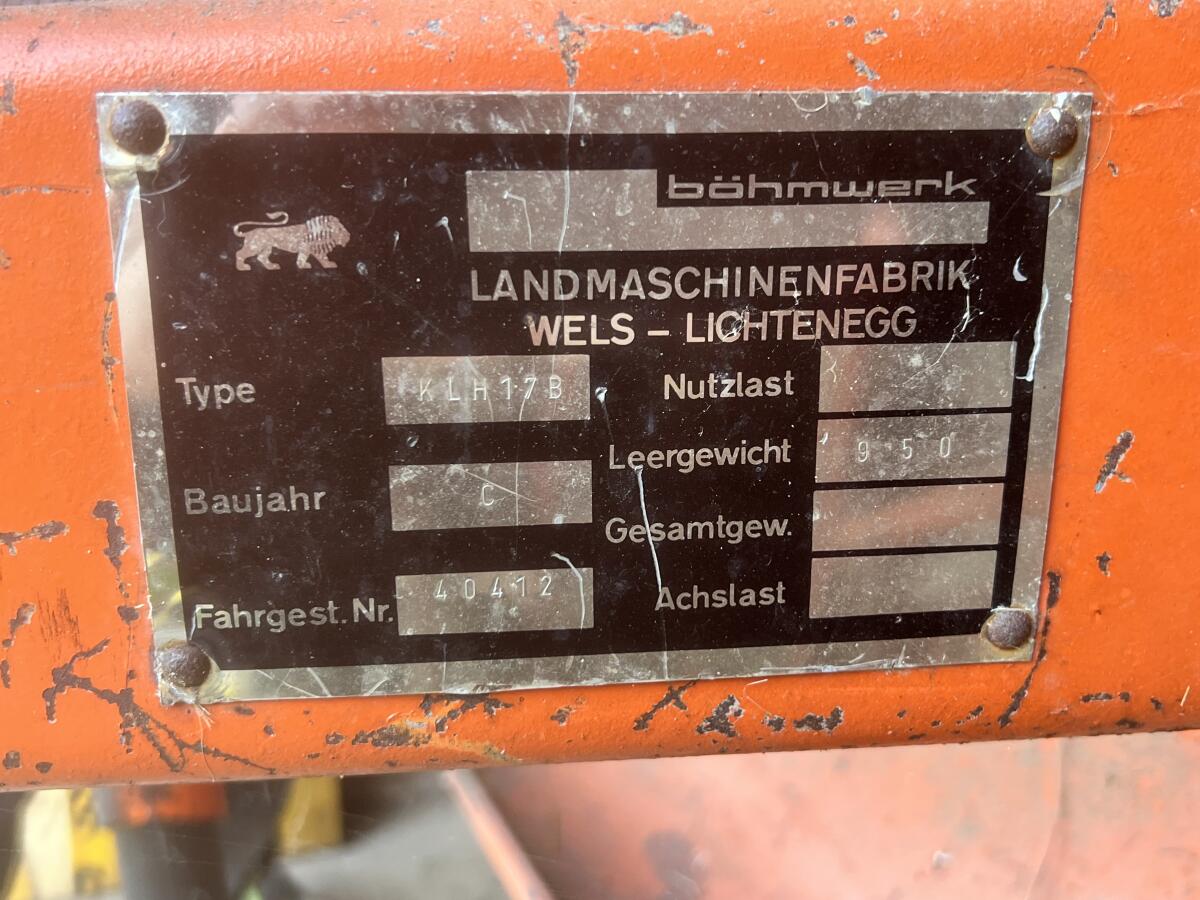 böhmwerk
LANDMASCHINENFABRIK
WELS – LICHTENEGG
Type KLH17B
Nutzlast
Leergewicht 950
Baujahr C
Gesamtgew.
Fahrgest. Nr. 40412
Achslast